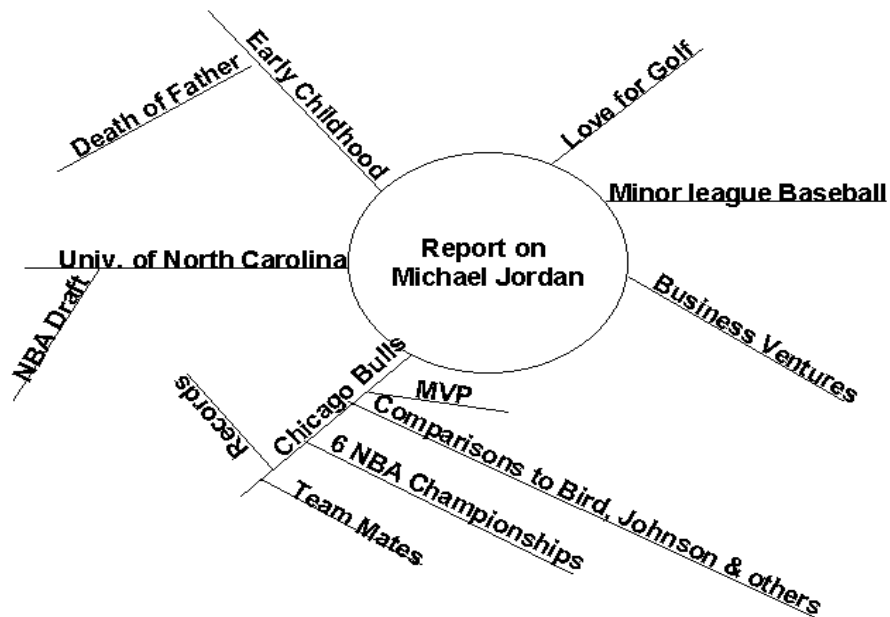 Early Childhood
Death of Father
Love for Golf
Minor league Baseball
Report on
Michael Jordan
Univ. of North Carolina
NBA Draft
Business Ventures
Chicago Bulls
MVP
Records
Comparisons to Bird, Johnson & others
6 NBA Championships
Team Mates